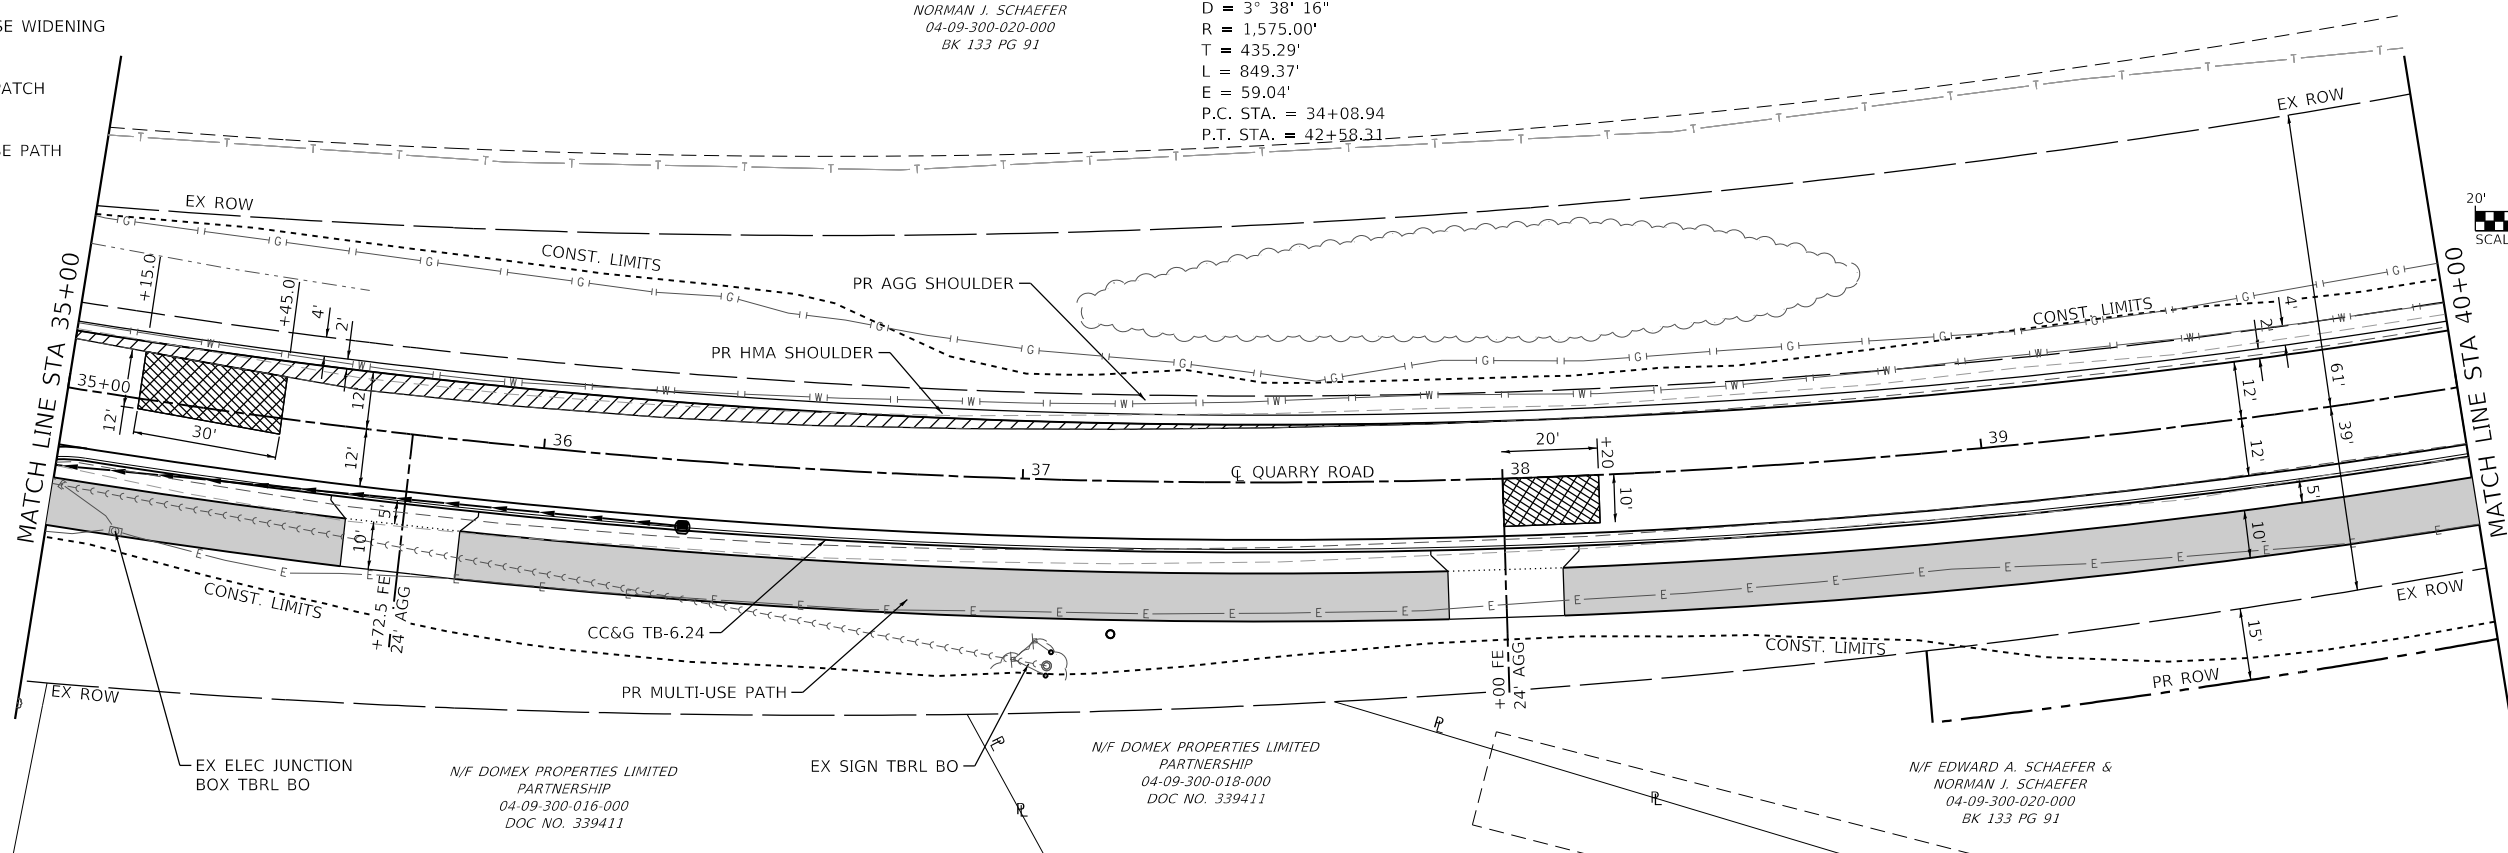 SE WIDENING
PATCH
SE PATH
NORMAN J. SCHAEFER
04-09-300-020-000
BK 133 PG 91
D = 3° 38' 16"
R = 1,575.00'
T = 435.29'
L = 849.37'
E = 59.04'
P.C. STA. = 34+08.94
P.T. STA. = 42+58.31
EX ROW
EX ROW
CONST. LIMITS
CONST. LIMITS
PR AGG SHOULDER
PR HMA SHOULDER
20'
SCAL
MATCH LINE STA 35+00
MATCH LINE STA 40+00
+15.0
+45.0
4'
2'
4'
2'
35+00
12'
30'
12'
12'
36
37
℄ QUARRY ROAD
38
39
20'
+20
10'
12'
12'
61'
39'
5'
10'
5'
10'
+72.5 FE
24' AGG
+00 FE
24' AGG
CONST. LIMITS
CC&G TB-6.24
PR MULTI-USE PATH
CONST. LIMITS
EX ROW
EX ROW
15'
PR ROW
EX ELEC JUNCTION
BOX TBRL BO
EX SIGN TBRL BO
N/F DOMEX PROPERTIES LIMITED
PARTNERSHIP
04-09-300-016-000
DOC NO. 339411
N/F DOMEX PROPERTIES LIMITED
PARTNERSHIP
04-09-300-018-000
DOC NO. 339411
N/F EDWARD A. SCHAEFER &
NORMAN J. SCHAEFER
04-09-300-020-000
BK 133 PG 91